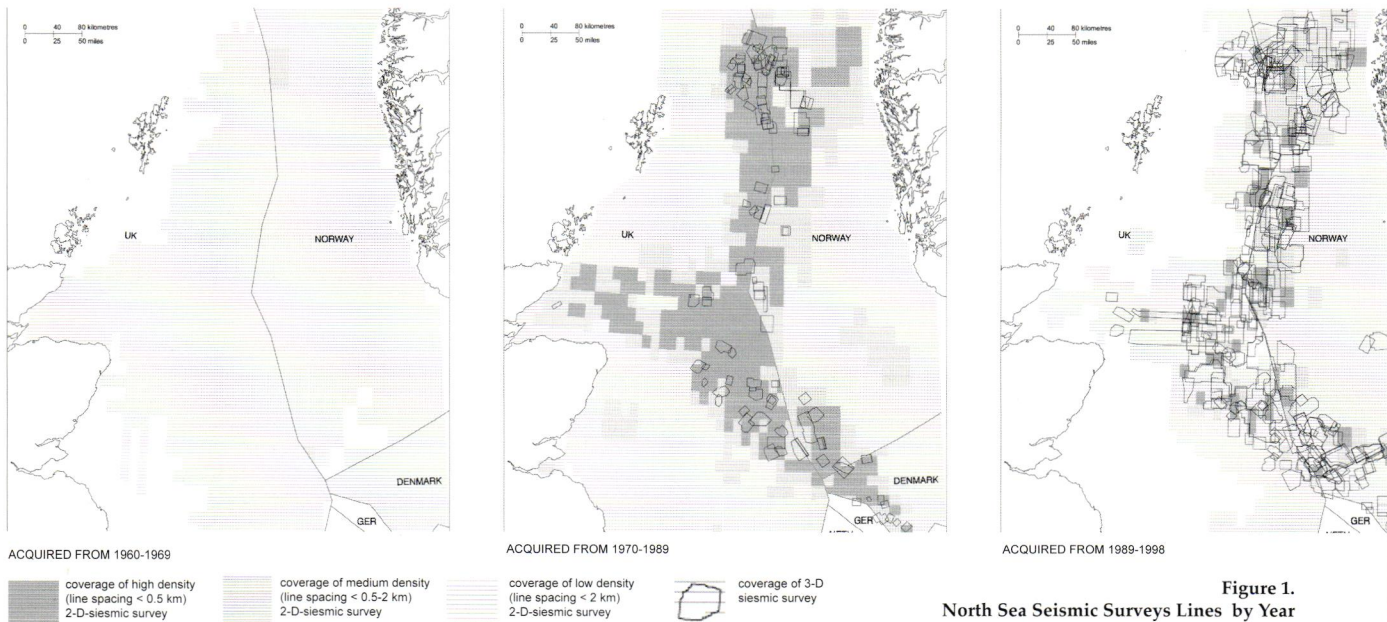 0 40 80 kilometres
0 25 50 miles
UK
NORWAY
DENMARK
GER
0 40 80 kilometres
0 25 50 miles
UK
NORWAY
DENMARK
GER
0 40 80 kilometres
0 25 50 miles
UK
NORWAY
GER
ACQUIRED FROM 1960-1969
ACQUIRED FROM 1970-1989
ACQUIRED FROM 1989-1998
coverage of high density
(line spacing < 0.5 km)
2-D-siesmic survey
coverage of medium density
(line spacing < 0.5-2 km)
2-D-siesmic survey
coverage of low density
(line spacing < 2 km)
2-D-siesmic survey
coverage of 3-D
siesmic survey
Figure 1.
North Sea Seismic Surveys Lines by Year